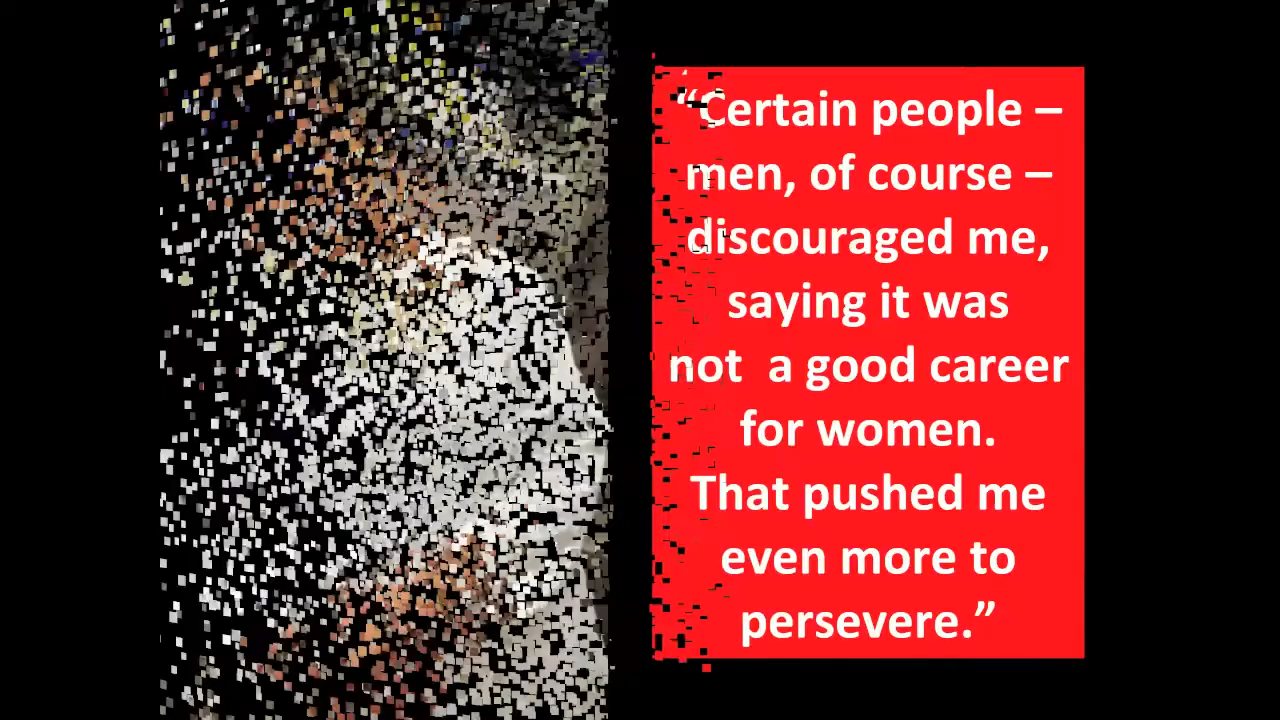 “Certain people –
men, of course –
discouraged me,
saying it was
not  a good career
for women.
That pushed me
even more to
persevere.”